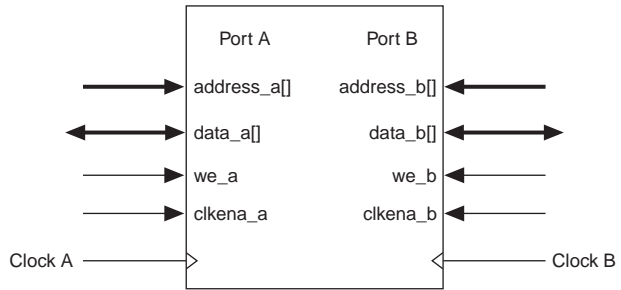 Port A Port B
address_a[] address_b[]
data_a[] data_b[]
we_a we_b
clkena_a clkena_b
Clock A Clock B